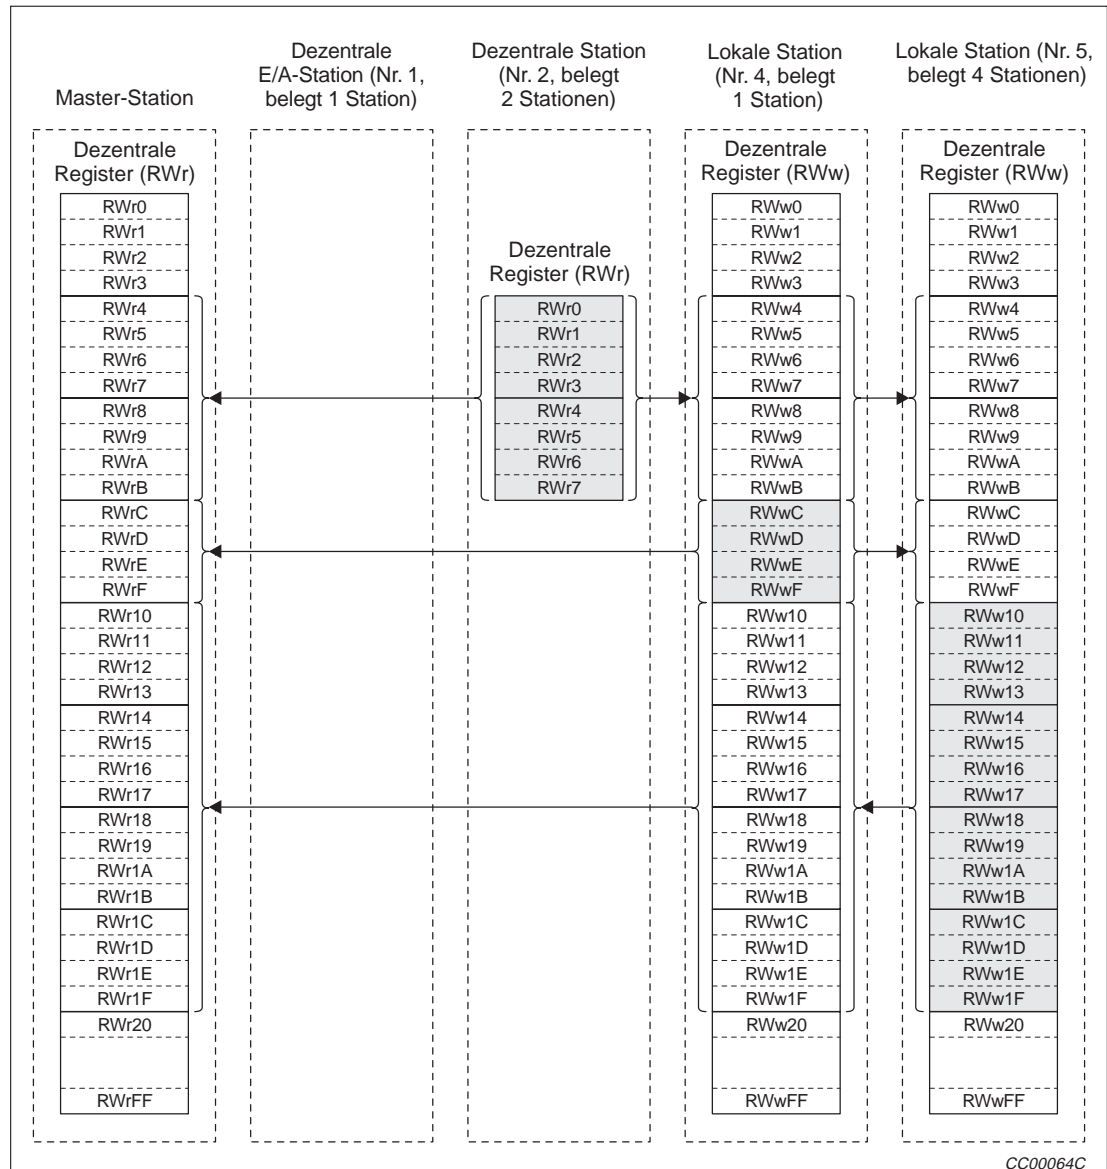 Master-Station
Dezentrale
E/A-Station (Nr. 1,
belegt 1 Station)
Dezentrale Station
(Nr. 2, belegt
2 Stationen)
Lokale Station
(Nr. 4, belegt
1 Station)
Lokale Station (Nr. 5,
belegt 4 Stationen)
Dezentrale
Register (RWr)
RWr0
RWr1
RWr2
RWr3
RWr4
RWr5
RWr6
RWr7
RWr8
RWr9
RWrA
RWrB
RWrC
RWrD
RWrE
RWrF
RWr10
RWr11
RWr12
RWr13
RWr14
RWr15
RWr16
RWr17
RWr18
RWr19
RWr1A
RWr1B
RWr1C
RWr1D
RWr1E
RWr1F
RWr20
RWrFF
Dezentrale
Register (RWr)
RWr0
RWr1
RWr2
RWr3
RWr4
RWr5
RWr6
RWr7
Dezentrale
Register (RWw)
RWw0
RWw1
RWw2
RWw3
RWw4
RWw5
RWw6
RWw7
RWw8
RWw9
RWwA
RWwB
RWwC
RWwD
RWwE
RWwF
RWw10
RWw11
RWw12
RWw13
RWw14
RWw15
RWw16
RWw17
RWw18
RWw19
RWw1A
RWw1B
RWw1C
RWw1D
RWw1E
RWw1F
RWw20
RWwFF
Dezentrale
Register (RWw)
RWw0
RWw1
RWw2
RWw3
RWw4
RWw5
RWw6
RWw7
RWw8
RWw9
RWwA
RWwB
RWwC
RWwD
RWwE
RWwF
RWw10
RWw11
RWw12
RWw13
RWw14
RWw15
RWw16
RWw17
RWw18
RWw19
RWw1A
RWw1B
RWw1C
RWw1D
RWw1E
RWw1F
RWw20
RWwFF
CC00064C